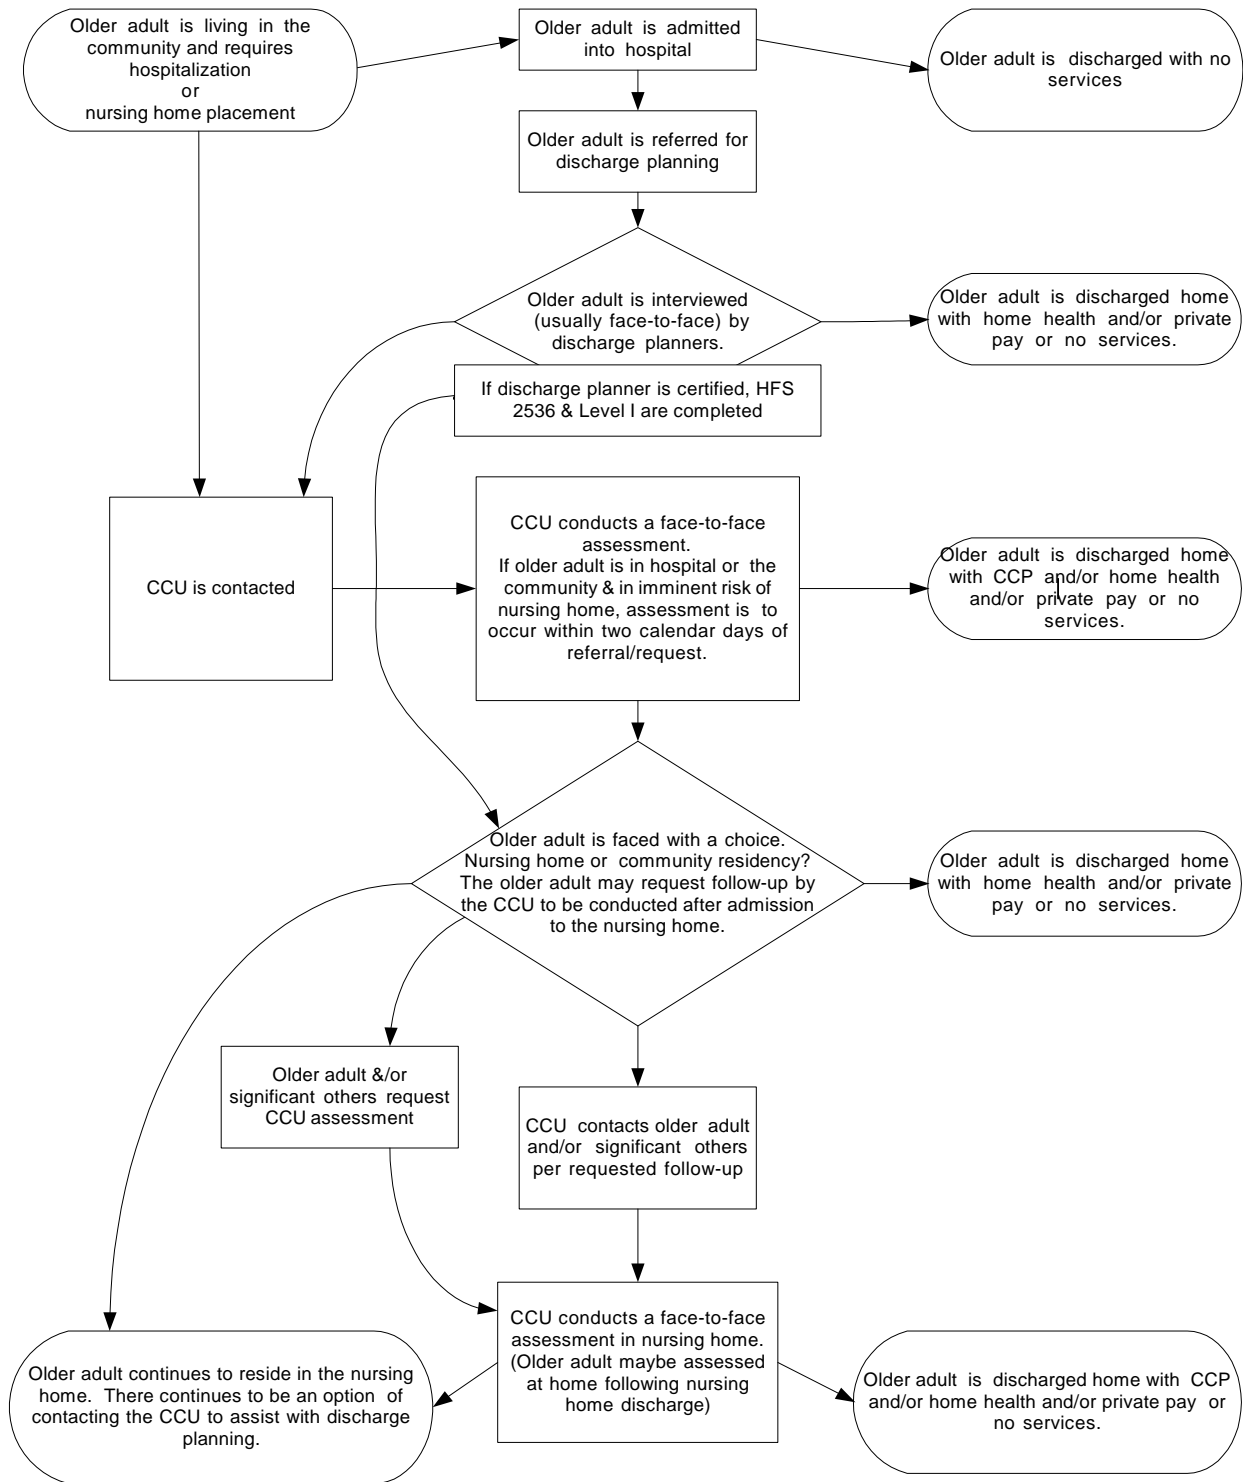 Older adult is living in the
community and requires
hospitalization
or
nursing home placement
Older adult is admitted
into hospital
Older adult is discharged with no
services
Older adult is referred for
discharge planning
Older adult is interviewed
(usually face-to-face) by
discharge planners.
Older adult is discharged home
with home health and/or private
pay or no services.
If discharge planner is certified, HFS
2536 & Level I are completed
CCU is contacted
CCU conducts a face-to-face
assessment.
If older adult is in hospital or the
community & in imminent risk of
nursing home, assessment is to
occur within two calendar days of
referral/request.
Older adult is discharged home
with CCP and/or home health
and/or private pay or no
services.
Older adult is faced with a choice.
Nursing home or community residency?
The older adult may request follow-up by
the CCU to be conducted after admission
to the nursing home.
Older adult is discharged home
with home health and/or private
pay or no services.
Older adult &/or
significant others request
CCU assessment
CCU contacts older adult
and/or significant others
per requested follow-up
CCU conducts a face-to-face
assessment in nursing home.
(Older adult maybe assessed
at home following nursing
home discharge)
Older adult continues to reside in the nursing
home. There continues to be an option of
contacting the CCU to assist with discharge
planning.
Older adult is discharged home with CCP
and/or home health and/or private pay or
no services.